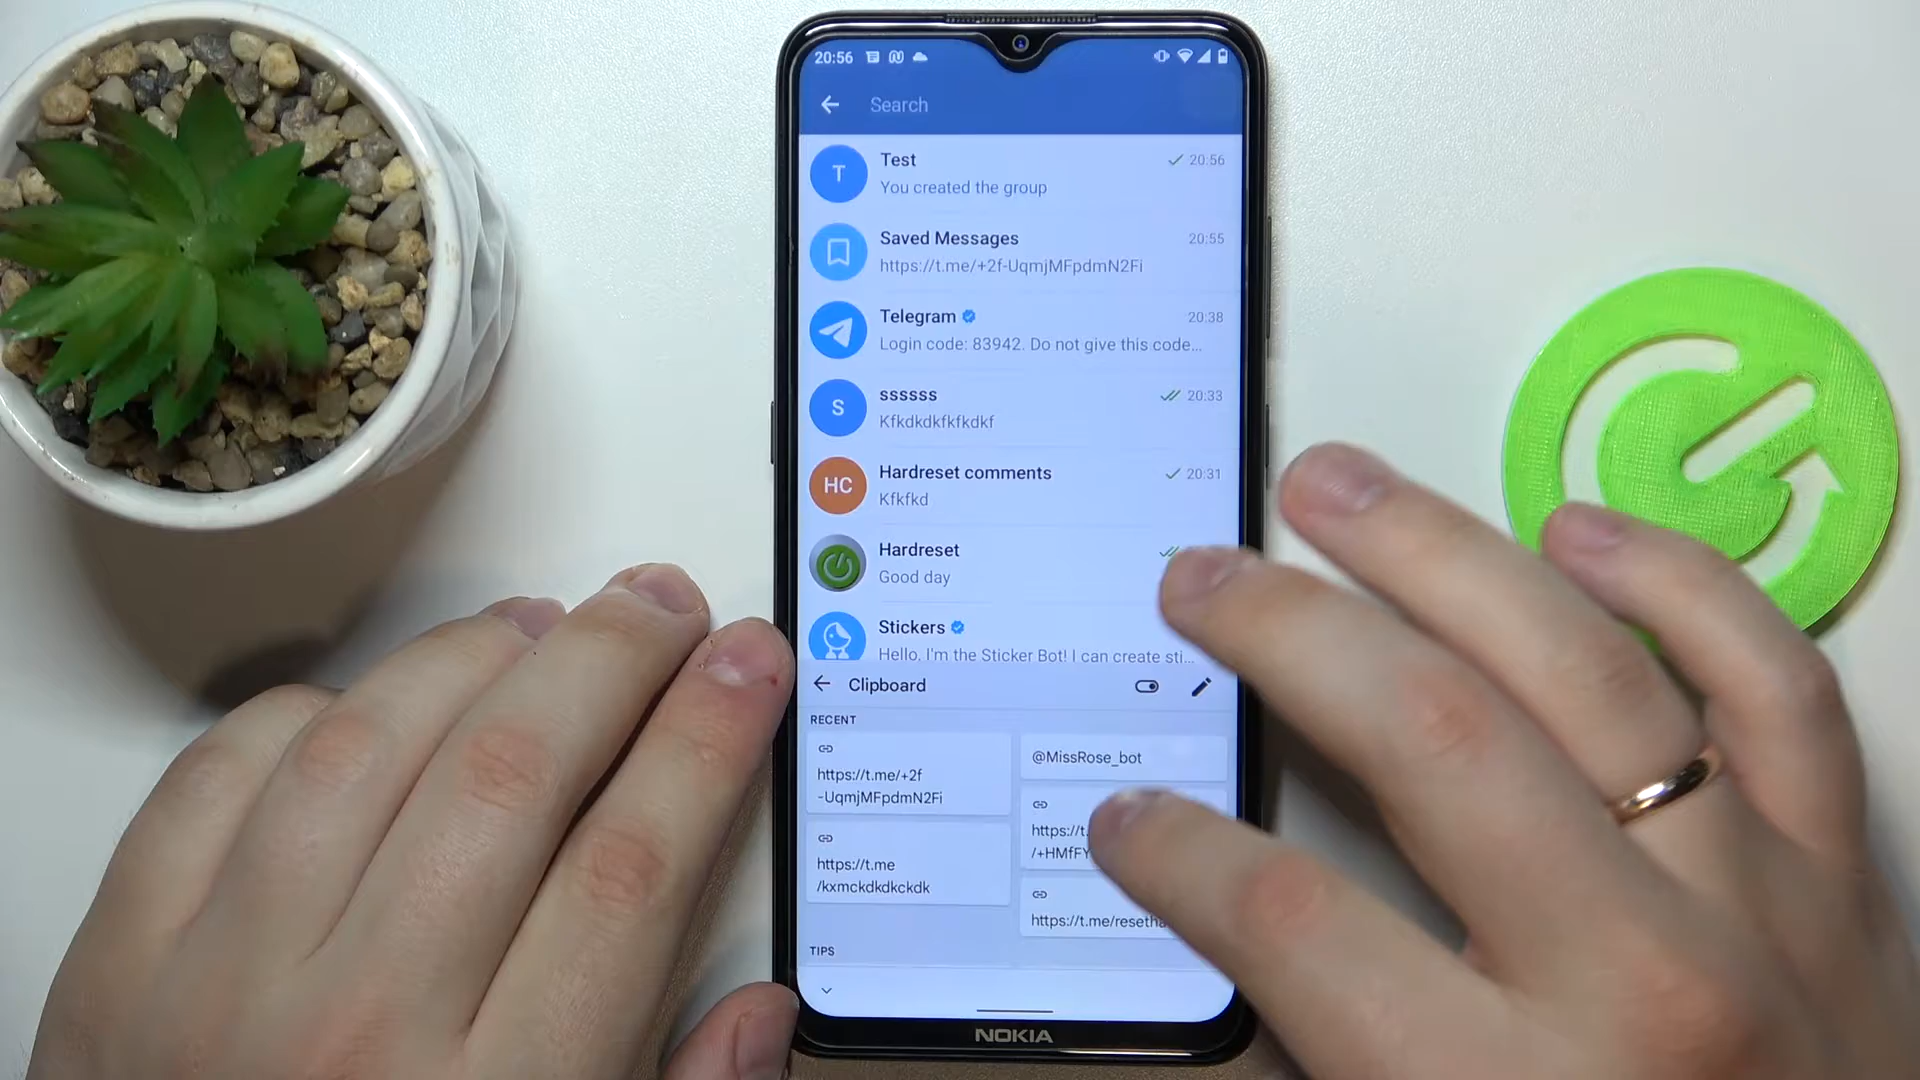 20:56
Search
T
Test
20:56
You created the group
Saved Messages
20:55
https://t.me/+2f-UqmjMFpdmN2Fi
Telegram
20:38
Login code: 83942. Do not give this code...
S
ssssss
20:33
Kfkdkdkfkfkdkf
HC
Hardreset comments
20:31
Kfkfkd
Hardreset
Good day
Stickers
Hello, I'm the Sticker Bot! I can create sti...
Clipboard
RECENT
https://t.me/+2f
-UqmjMFpdmN2Fi
@MissRose_bot
https://t.
/+HMfFY
https://t.me
/kxmckdkdkckdk
https://t.me/resetha
TIPS
NOKIA